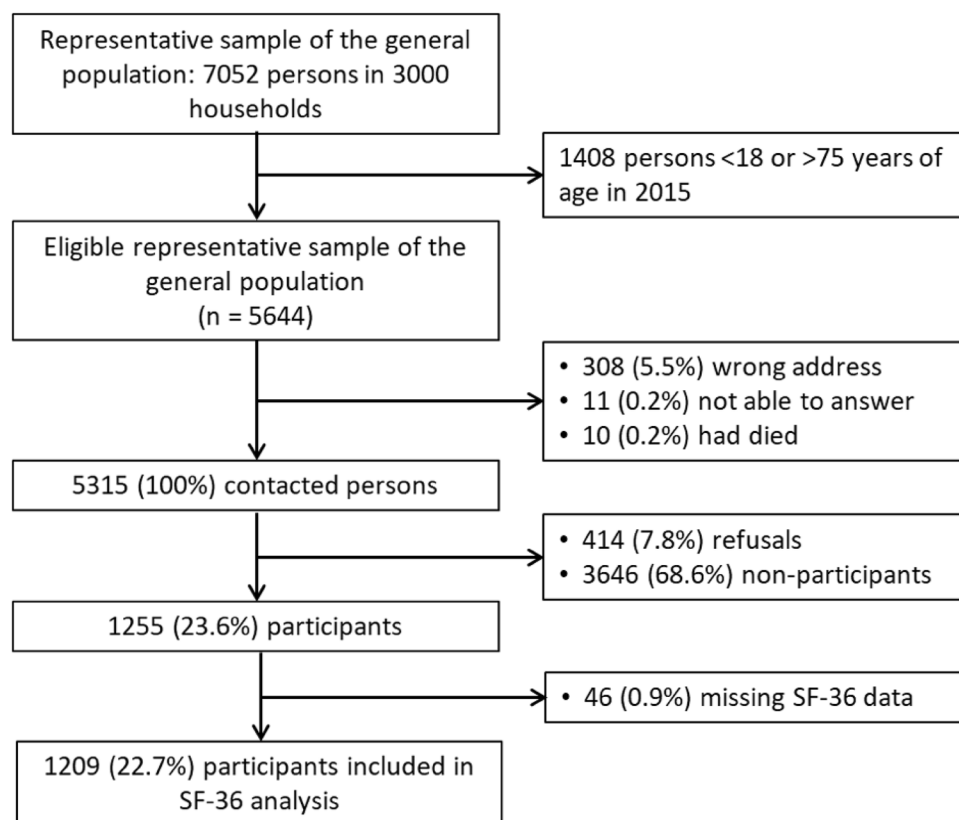 Representative sample of the general
population: 7052 persons in 3000
households
1408 persons <18 or >75 years of
age in 2015
Eligible representative sample of the
general population
(n = 5644)
• 308 (5.5%) wrong address
• 11 (0.2%) not able to answer
• 10 (0.2%) had died
5315 (100%) contacted persons
• 414 (7.8%) refusals
• 3646 (68.6%) non-participants
1255 (23.6%) participants
• 46 (0.9%) missing SF-36 data
1209 (22.7%) participants included in
SF-36 analysis